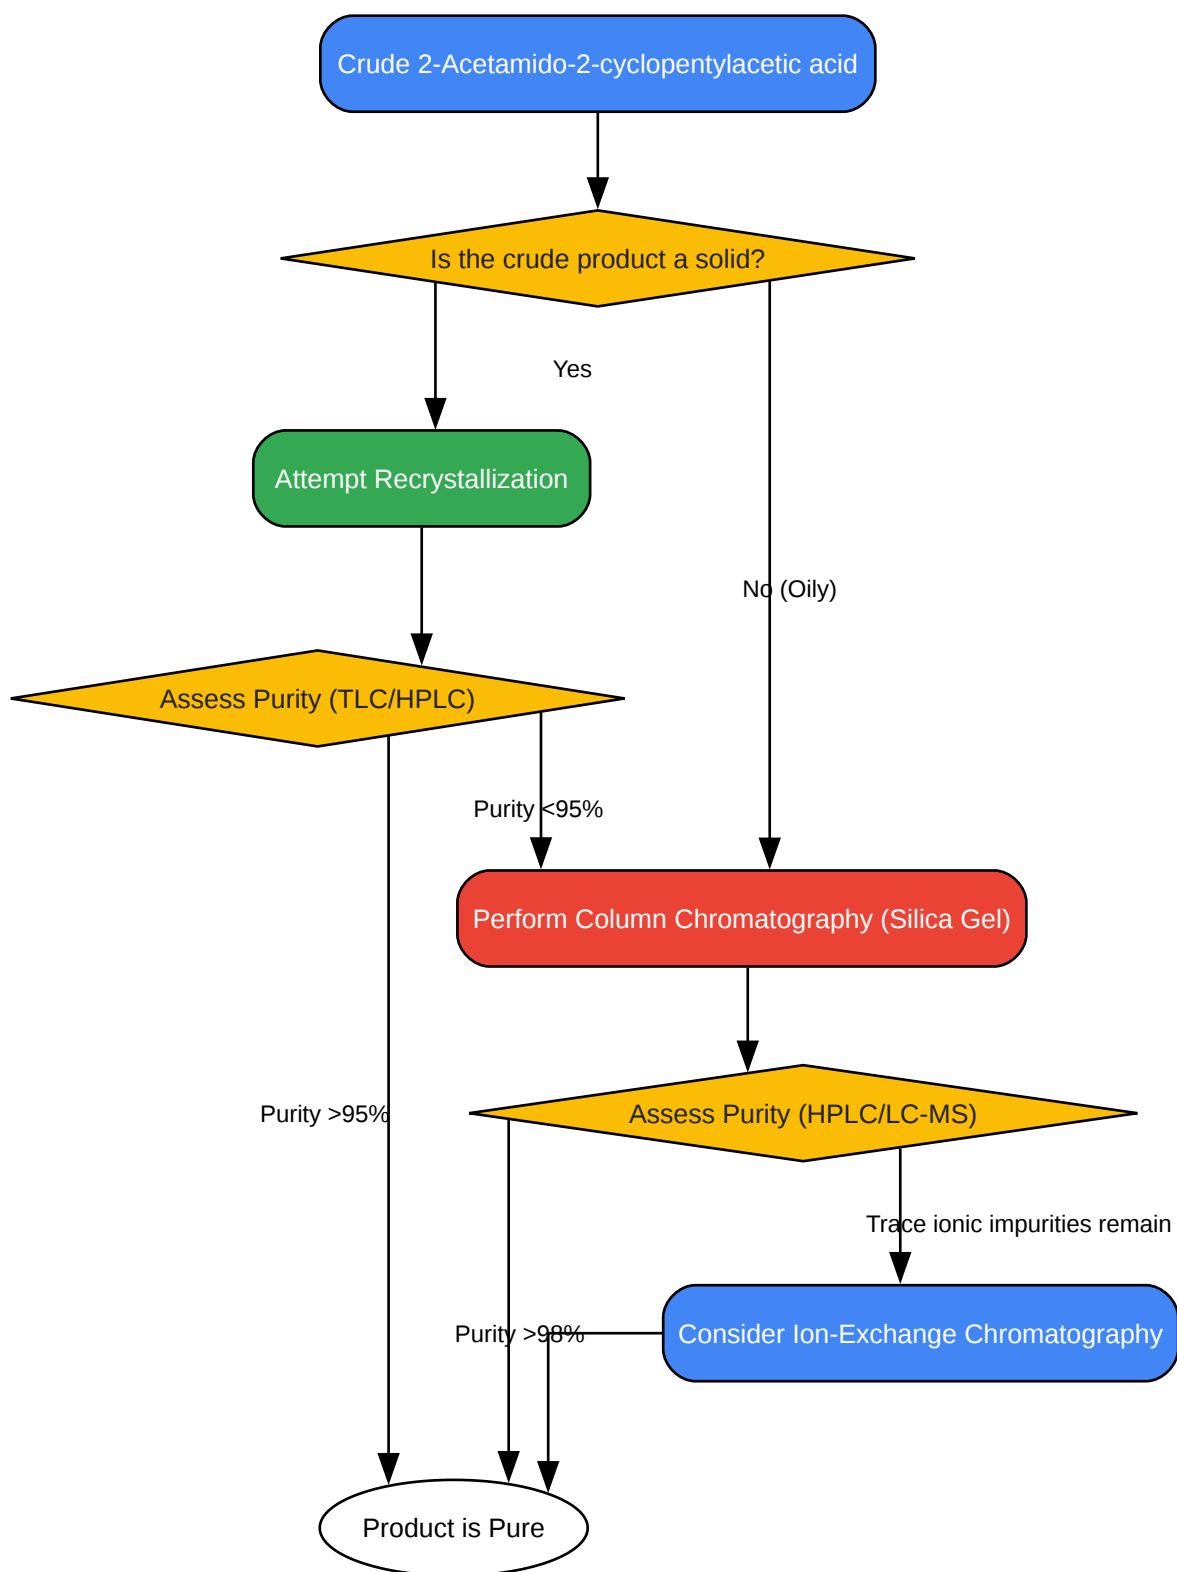 Crude 2-Acetamido-2-cyclopentylacetic acid
Is the crude product a solid?
Yes
Attempt Recrystallization
No (Oily)
Assess Purity (TLC/HPLC)
Purity <95%
Perform Column Chromatography (Silica Gel)
Purity >95%
Assess Purity (HPLC/LC-MS)
Trace ionic impurities remain
Purity >98%
Consider Ion-Exchange Chromatography
Product is Pure